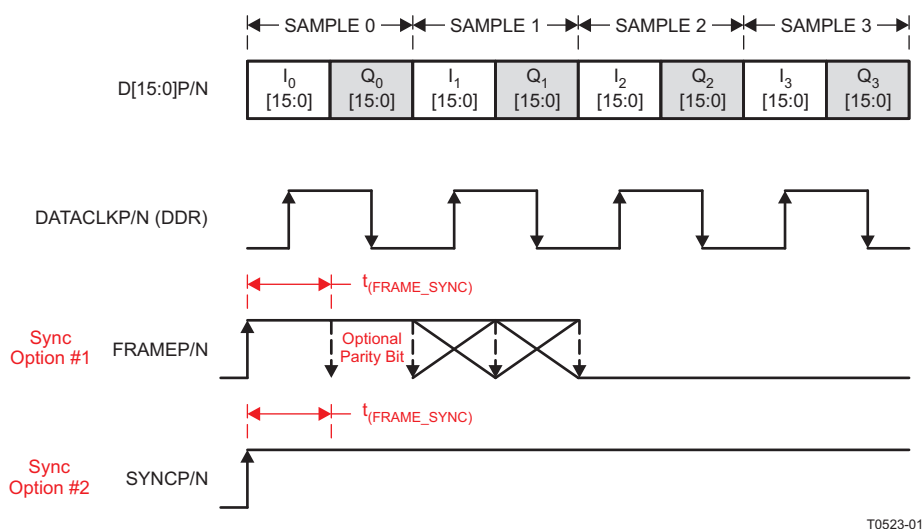 SAMPLE 0 SAMPLE 1 SAMPLE 2 SAMPLE 3
D[15:0]P/N
I0 Q0 I1 Q1 I2 Q2 I3 Q3
[15:0] [15:0] [15:0] [15:0] [15:0] [15:0] [15:0] [15:0]
DATACLKP/N (DDR)
t(FRAME_SYNC)
Sync
Option #1
FRAMEP/N
Optional
Parity Bit
t(FRAME_SYNC)
Sync
Option #2
SYNCP/N
T0523-01